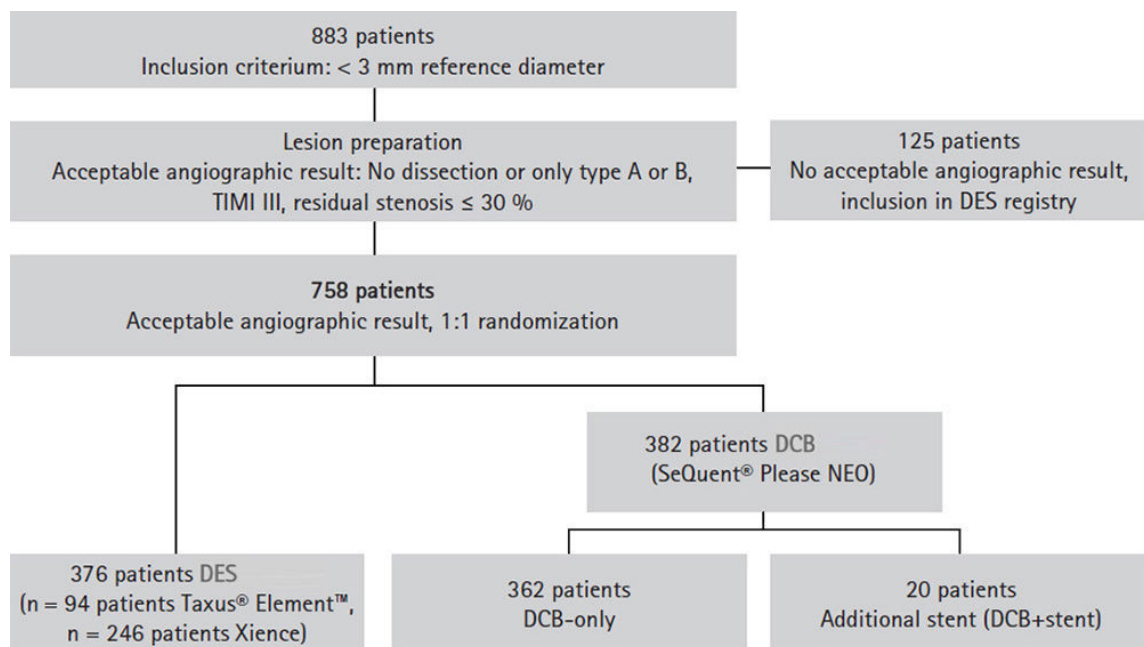 883 patients
Inclusion criterium: < 3 mm reference diameter
Lesion preparation
Acceptable angiographic result: No dissection or only type A or B,
TIMI III, residual stenosis ≤ 30 %
125 patients
No acceptable angiographic result,
inclusion in DES registry
758 patients
Acceptable angiographic result, 1:1 randomization
382 patients DCB
(SeQuent® Please NEO)
376 patients DES
(n = 94 patients Taxus® Element™,
n = 246 patients Xience)
362 patients
DCB-only
20 patients
Additional stent (DCB+stent)